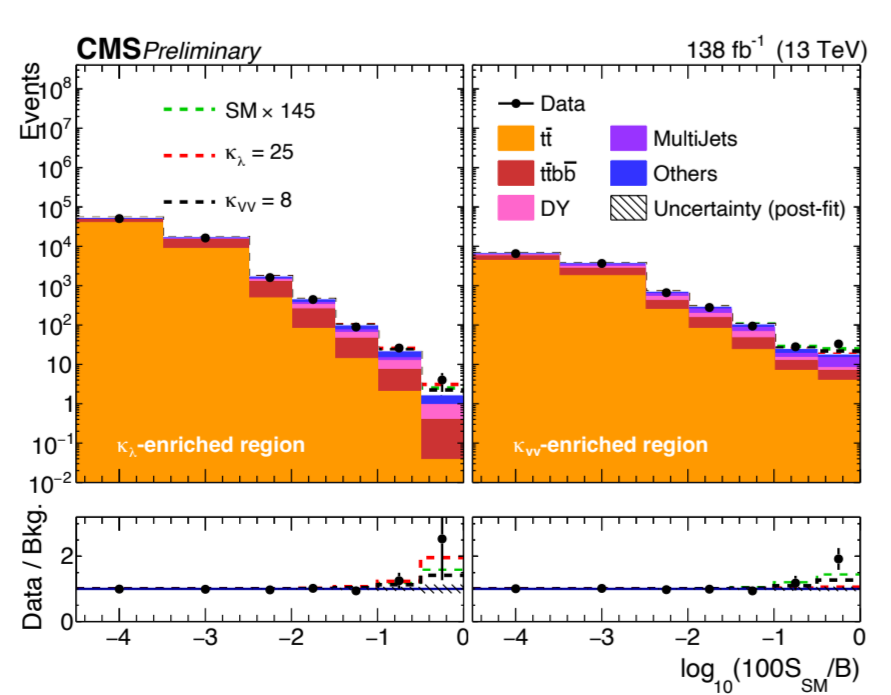 CMS Preliminary
138 fb⁻¹ (13 TeV)
Events
10⁸
10⁷
10⁶
10⁵
10⁴
10³
10²
10
1
10⁻¹
10⁻²
SM × 145
κλ = 25
κVV = 8
Data
tt̄
tt̄bb̄
DY
MultiJets
Others
Uncertainty (post-fit)
κλ-enriched region
κvv-enriched region
Data / Bkg.
2
1
0
−4 −3 −2 −1 0
−4 −3 −2 −1 0
log₁₀(100S_SM/B)